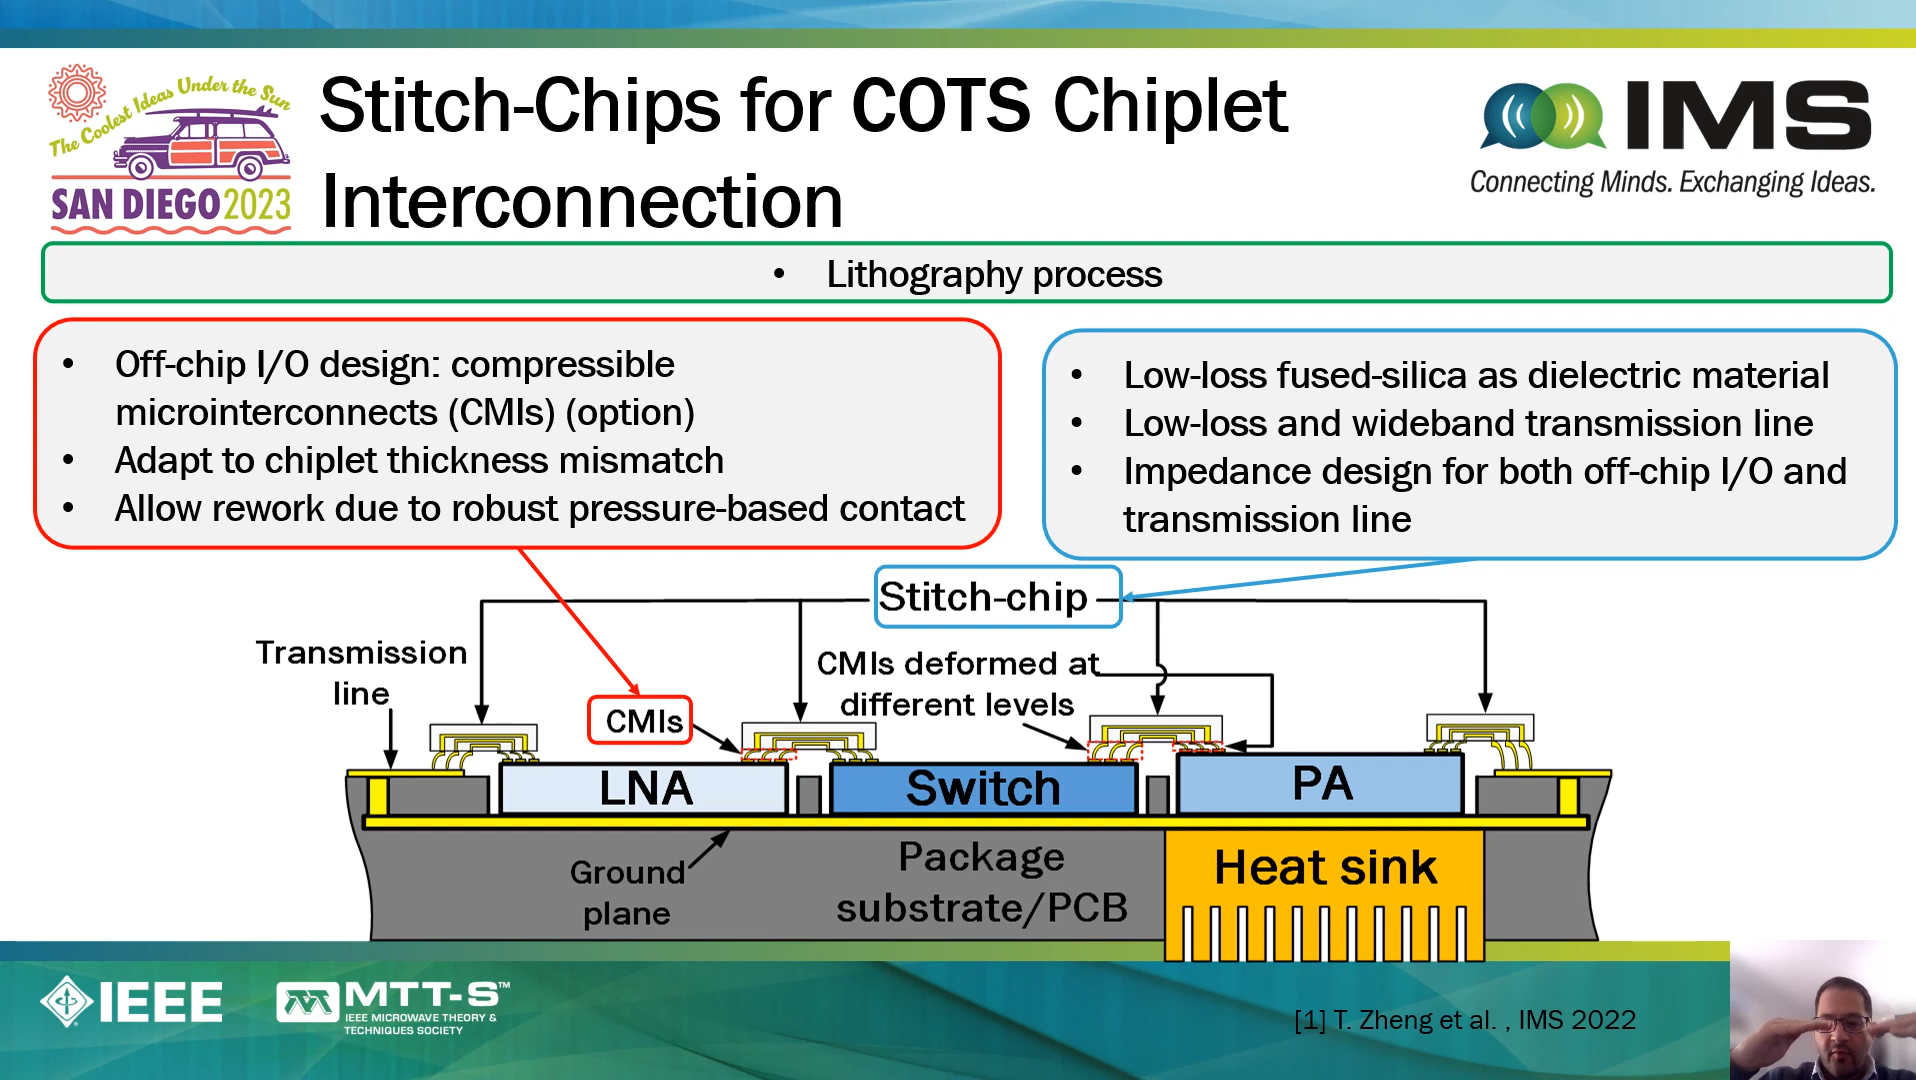 The Coolest Ideas Under the Sun
SAN DIEGO 2023
Stitch-Chips for COTS Chiplet
Interconnection
IMS
Connecting Minds. Exchanging Ideas.
• Lithography process
• Off-chip I/O design: compressible
microinterconnects (CMIs) (option)
• Adapt to chiplet thickness mismatch
• Allow rework due to robust pressure-based contact
• Low-loss fused-silica as dielectric material
• Low-loss and wideband transmission line
• Impedance design for both off-chip I/O and
transmission line
Stitch-chip
Transmission
line
CMIs
CMIs deformed at
different levels
LNA
Switch
PA
Ground
plane
Package
substrate/PCB
Heat sink
IEEE
MTT-S™
IEEE MICROWAVE THEORY &
TECHNIQUES SOCIETY
[1] T. Zheng et al. , IMS 2022